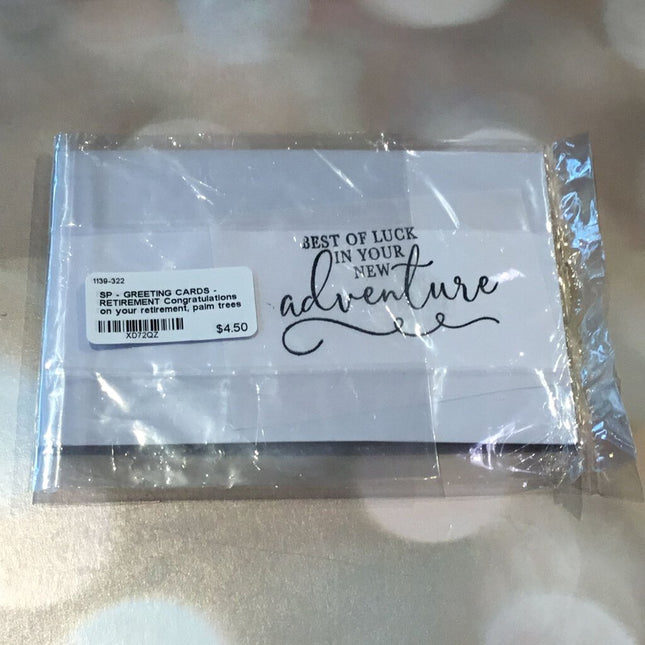 BEST OF LUCK
IN YOUR
NEW
adventure
1139-322
SP - GREETING CARDS -
RETIREMENT Congratulations
on your retirement, palm trees
XD72QZ
$4.50